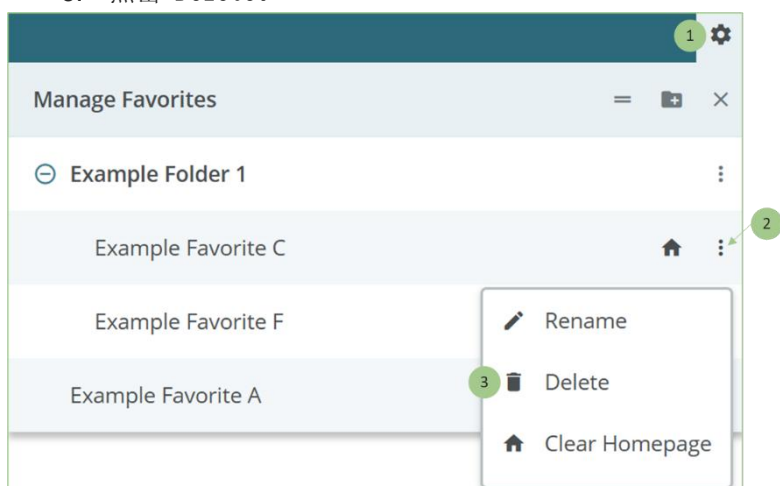 1
Manage Favorites
Example Folder 1
2
Example Favorite C
Example Favorite F
Rename
3 Delete
Example Favorite A
Clear Homepage